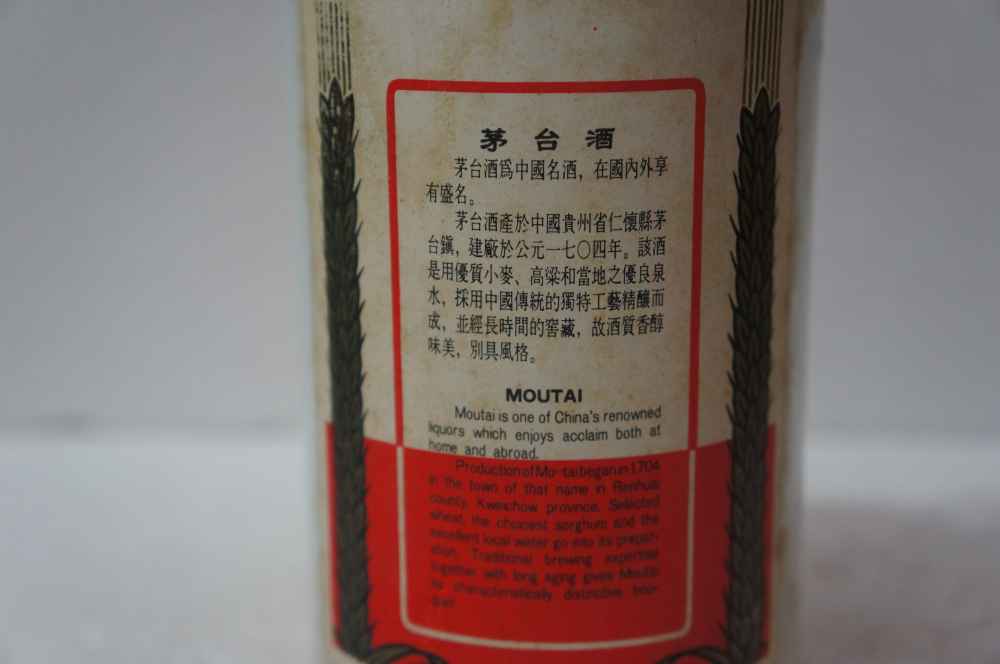 茅台酒
茅台酒爲中國名酒，在國內外享
有盛名。
茅台酒產於中國貴州省仁懷縣茅
台鎭，建廠於公元一七〇四年。該酒
是用優質小麥、高粱和當地之優良泉
水，採用中國傳統的獨特工藝精釀而
成，並經長時間的窖藏，故酒質香醇
味美，別具風格。
MOUTAI
Moutai is one of China's renowned
liquors which enjoys acclaim both at
home and abroad.
Production of Mo-tai began in 1704
in the town of that name in Renhuai
county, Kweichow province. Selected
wheat, the choicest sorghum and the
excellent local water go into its prepar-
ation. Traditional brewing expertise
together with long aging gives Moutai
its characteristically distinctive bou-
quet.